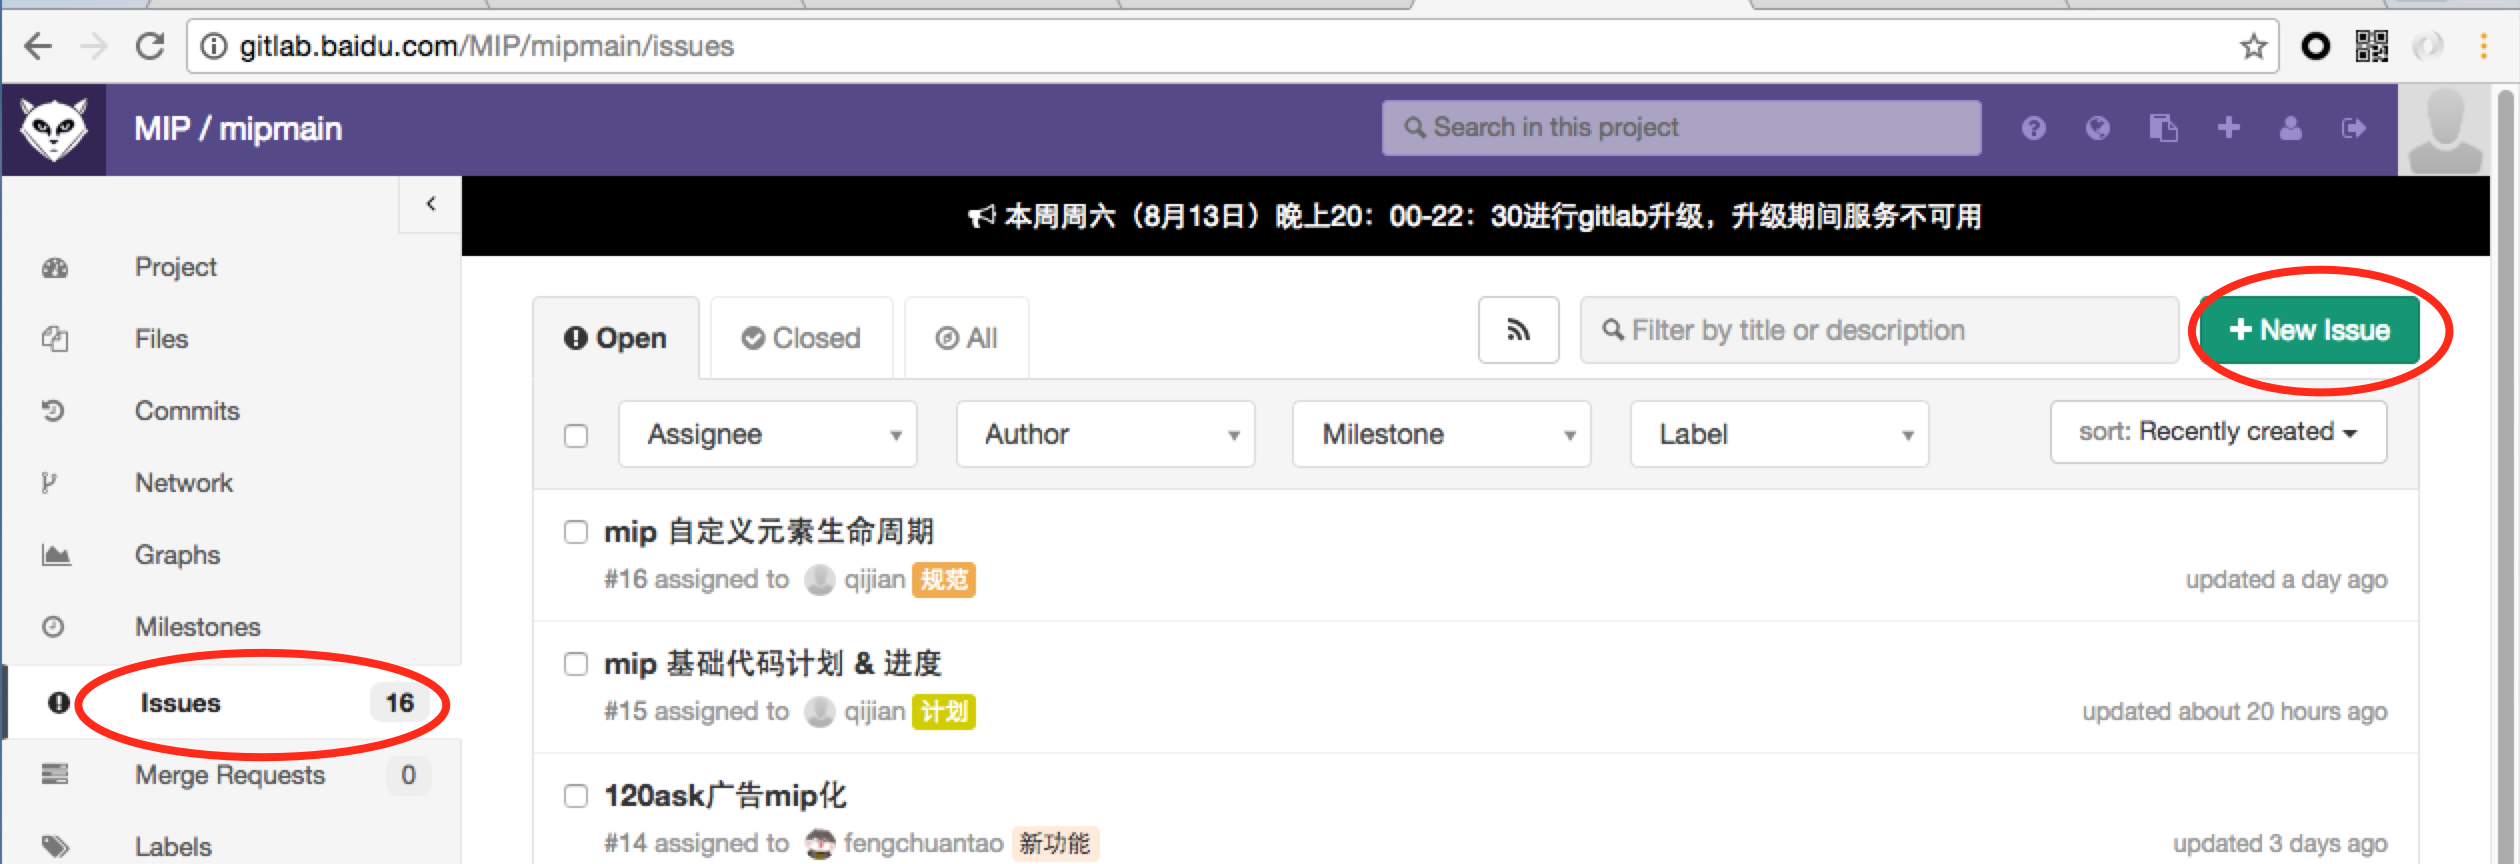 gitlab.baidu.com/MIP/mipmain/issues
MIP / mipmain
Search in this project
本周周六（8月13日）晚上20：00-22：30进行gitlab升级，升级期间服务不可用
Project
Files
Commits
Network
Graphs
Milestones
Issues 16
Merge Requests 0
Labels
Open Closed All
Filter by title or description
+ New Issue
Assignee Author Milestone Label
sort: Recently created
mip 自定义元素生命周期
#16 assigned to qijian 规范
updated a day ago
mip 基础代码计划 & 进度
#15 assigned to qijian 计划
updated about 20 hours ago
120ask广告mip化
#14 assigned to fengchuantao 新功能
updated 3 days ago